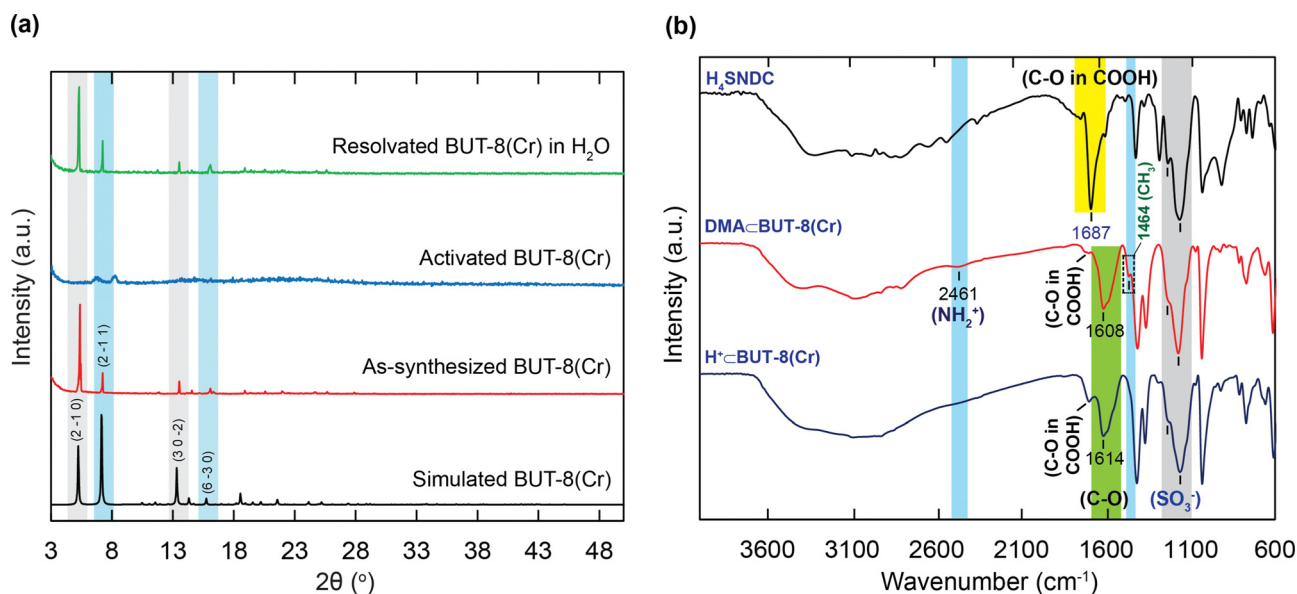 (a)
Resolvated BUT-8(Cr) in H₂O
Activated BUT-8(Cr)
(2 -1 1)
As-synthesized BUT-8(Cr)
(2 -1 0)
(3 0 -2)
(6 -3 0)
Simulated BUT-8(Cr)
Intensity (a.u.)
3 8 13 18 23 28 33 38 43 48
2θ (°)
(b)
H₄SNDC
(C-O in COOH)
1464 (CH₃)
1687
DMA⊂BUT-8(Cr)
2461
(NH₂⁺)
(C-O in
COOH)
1608
H⁺⊂BUT-8(Cr)
(C-O in
COOH)
1614
(C-O)
(SO₃⁻)
Intensity (a.u.)
3600 3100 2600 2100 1600 1100 600
Wavenumber (cm⁻¹)